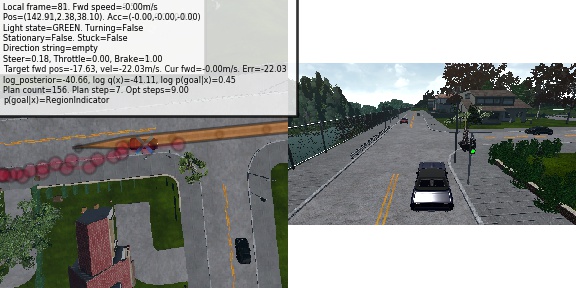 Local frame=81. Fwd speed=-0.00m/s
Pos=(142.91,2.38,38.10). Acc=(-0.00,-0.00,-0.00)
Light state=GREEN. Turning=False
Stationary=False. Stuck=False
Direction string=empty
Steer=0.18, Throttle=0.00, Brake=1.00
Target fwd pos=-17.63, vel=-22.03m/s. Cur fwd=-0.00m/s. Err=-22.03
log_posterior=-40.66, log q(x)=-41.11, log p(goal|x)=0.45
Plan count=156. Plan step=7. Opt steps=9.00
p(goal|x)=RegionIndicator